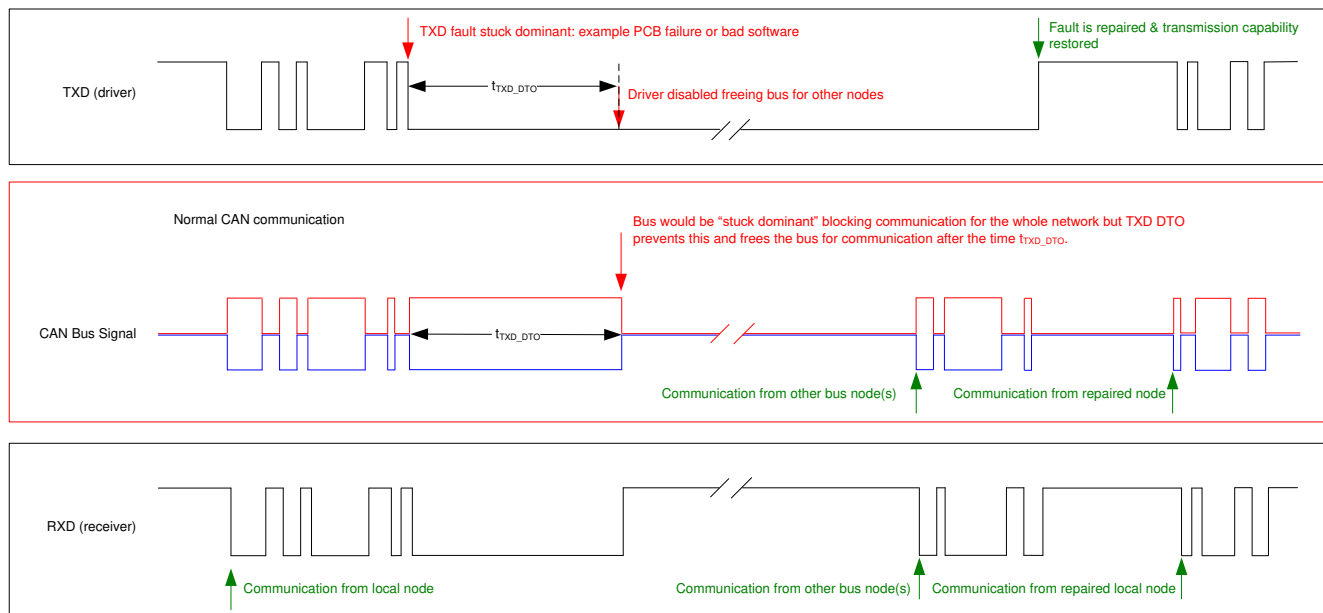 TXD fault stuck dominant: example PCB failure or bad software
Fault is repaired & transmission capability
restored
TXD (driver)
tTXD_DTO
Driver disabled freeing bus for other nodes
Normal CAN communication
Bus would be “stuck dominant” blocking communication for the whole network but TXD DTO
prevents this and frees the bus for communication after the time tTXD_DTO.
CAN Bus Signal
tTXD_DTO
Communication from other bus node(s)
Communication from repaired node
RXD (receiver)
Communication from local node
Communication from other bus node(s)
Communication from repaired local node